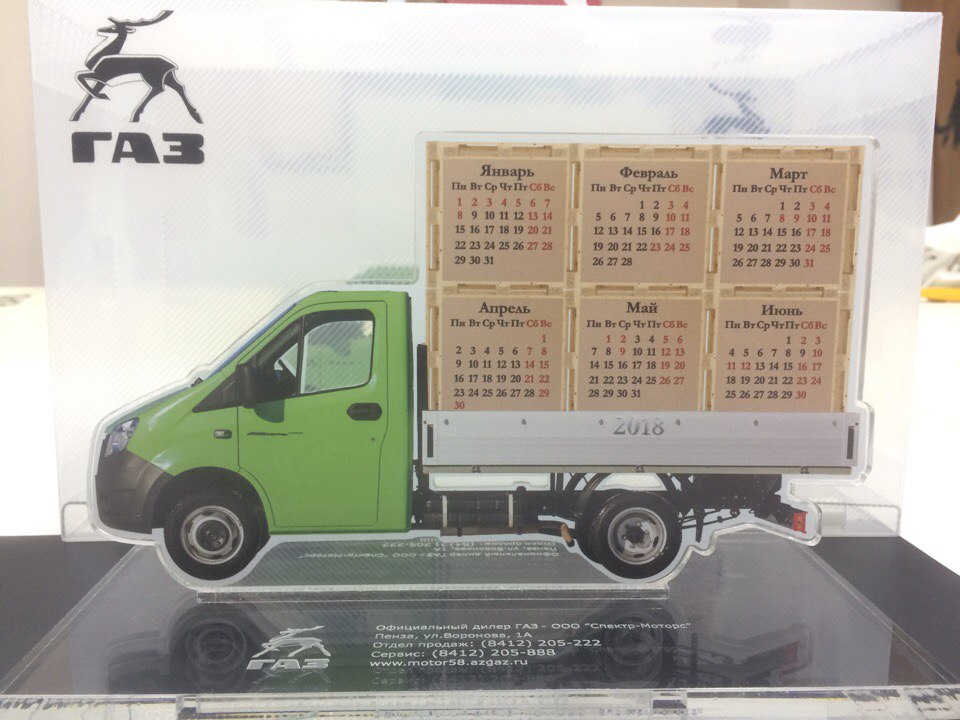 ГАЗ
Январь
Пн Вт Ср Чт Пт Сб Вс
1 2 3 4 5 6 7
8 9 10 11 12 13 14
15 16 17 18 19 20 21
22 23 24 25 26 27 28
29 30 31
Февраль
Пн Вт Ср Чт Пт Сб Вс
1 2 3 4
5 6 7 8 9 10 11
12 13 14 15 16 17 18
19 20 21 22 23 24 25
26 27 28
Март
Пн Вт Ср Чт Пт Сб Вс
1 2 3 4
5 6 7 8 9 10 11
12 13 14 15 16 17 18
19 20 21 22 23 24 25
26 27 28 29 30 31
Апрель
Пн Вт Ср Чт Пт Сб Вс
1
2 3 4 5 6 7 8
9 10 11 12 13 14 15
16 17 18 19 20 21 22
23 24 25 26 27 28 29
30
Май
Пн Вт Ср Чт Пт Сб Вс
1 2 3 4 5 6
7 8 9 10 11 12 13
14 15 16 17 18 19 20
21 22 23 24 25 26 27
28 29 30 31
Июнь
Пн Вт Ср Чт Пт Сб Вс
1 2 3
4 5 6 7 8 9 10
11 12 13 14 15 16 17
18 19 20 21 22 23 24
25 26 27 28 29 30
2018
ГАЗ
Официальный дилер ГАЗ - ООО "Спектр-Моторс"
Пенза, ул.Воронова, 1А
Отдел продаж: (8412) 205-222
Сервис: (8412) 205-888
www.motor58.azgaz.ru